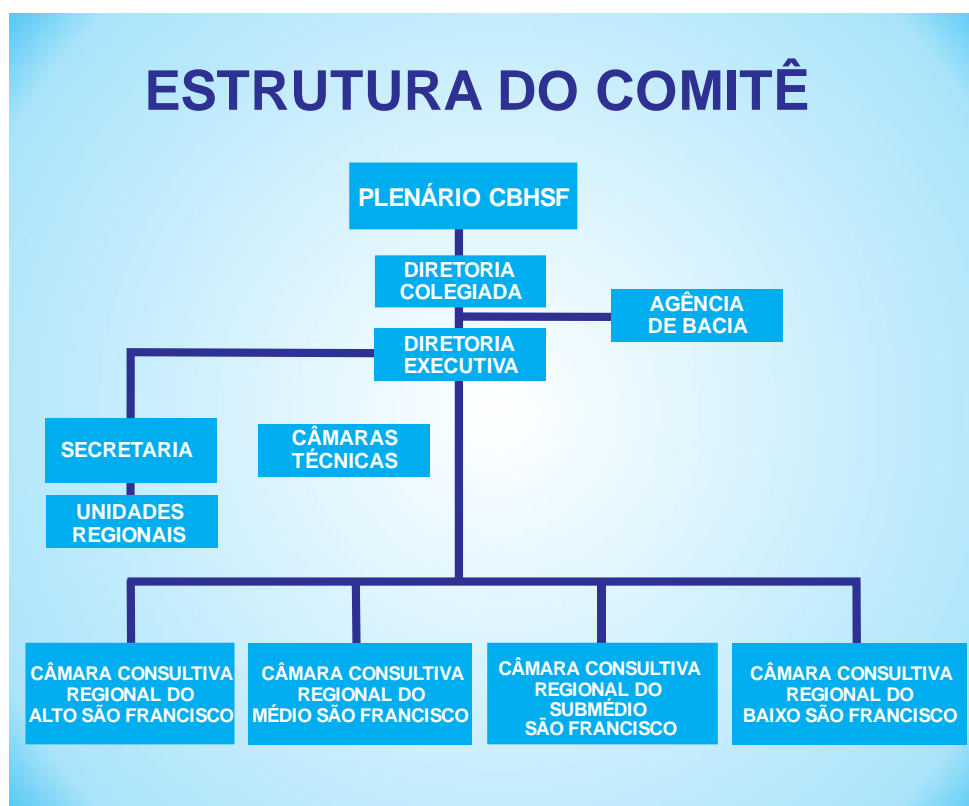 ESTRUTURA DO COMITÊ
PLENÁRIO CBHSF
DIRETORIA
COLEGIADA
AGÊNCIA
DE BACIA
DIRETORIA
EXECUTIVA
SECRETARIA
CÂMARAS
TÉCNICAS
UNIDADES
REGIONAIS
CÂMARA CONSULTIVA
REGIONAL DO
ALTO SÃO FRANCISCO
CÂMARA CONSULTIVA
REGIONAL DO
MÉDIO SÃO FRANCISCO
CÂMARA CONSULTIVA
REGIONAL DO
SUBMÉDIO
SÃO FRANCISCO
CÂMARA CONSULTIVA
REGIONAL DO
BAIXO SÃO FRANCISCO